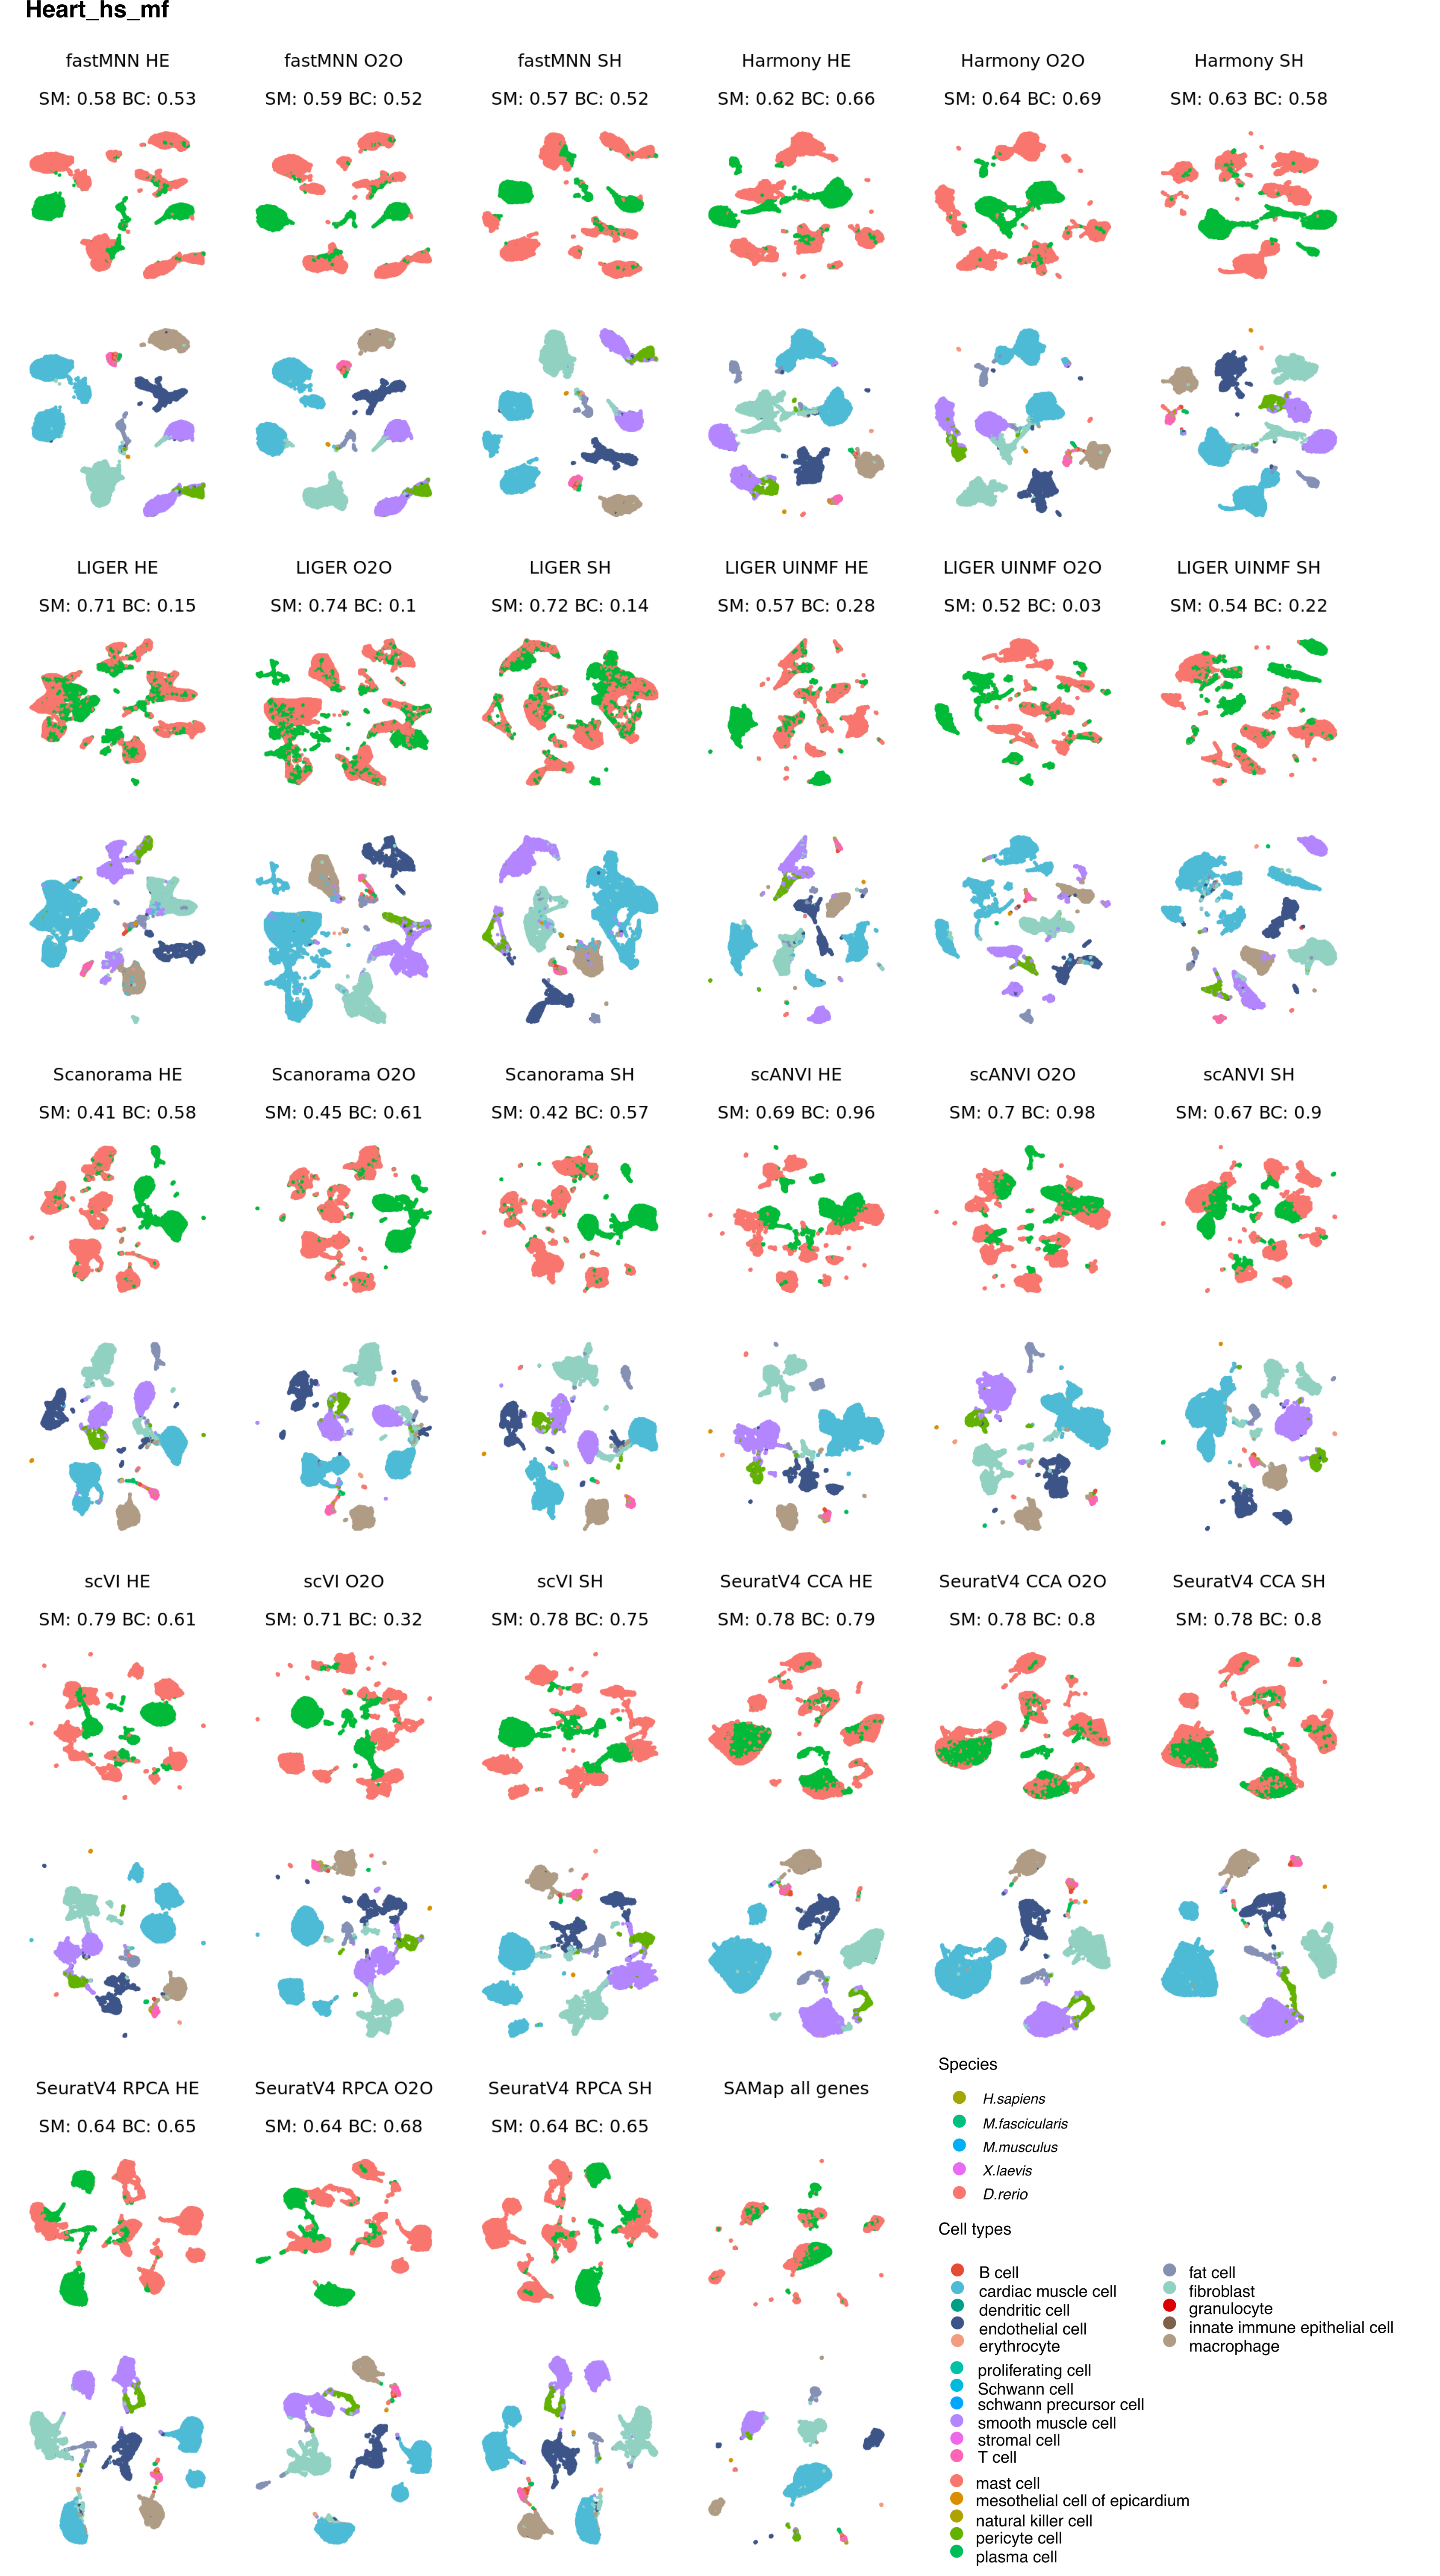 Heart_hs_mf
fastMNN HE fastMNN O2O fastMNN SH Harmony HE Harmony O2O Harmony SH
SM: 0.58 BC: 0.53 SM: 0.59 BC: 0.52 SM: 0.57 BC: 0.52 SM: 0.62 BC: 0.66 SM: 0.64 BC: 0.69 SM: 0.63 BC: 0.58
LIGER HE LIGER O2O LIGER SH LIGER UINMF HE LIGER UINMF O2O LIGER UINMF SH
SM: 0.71 BC: 0.15 SM: 0.74 BC: 0.1 SM: 0.72 BC: 0.14 SM: 0.57 BC: 0.28 SM: 0.52 BC: 0.03 SM: 0.54 BC: 0.22
Scanorama HE Scanorama O2O Scanorama SH scANVI HE scANVI O2O scANVI SH
SM: 0.41 BC: 0.58 SM: 0.45 BC: 0.61 SM: 0.42 BC: 0.57 SM: 0.69 BC: 0.96 SM: 0.7 BC: 0.98 SM: 0.67 BC: 0.9
scVI HE scVI O2O scVI SH SeuratV4 CCA HE SeuratV4 CCA O2O SeuratV4 CCA SH
SM: 0.79 BC: 0.61 SM: 0.71 BC: 0.32 SM: 0.78 BC: 0.75 SM: 0.78 BC: 0.79 SM: 0.78 BC: 0.8 SM: 0.78 BC: 0.8
SeuratV4 RPCA HE SeuratV4 RPCA O2O SeuratV4 RPCA SH SAMap all genes
SM: 0.64 BC: 0.65 SM: 0.64 BC: 0.68 SM: 0.64 BC: 0.65
Species
H.sapiens
M.fascicularis
M.musculus
X.laevis
D.rerio
Cell types
B cell
cardiac muscle cell
dendritic cell
endothelial cell
erythrocyte
proliferating cell
Schwann cell
schwann precursor cell
smooth muscle cell
stromal cell
T cell
mast cell
mesothelial cell of epicardium
natural killer cell
pericyte cell
plasma cell
fat cell
fibroblast
granulocyte
innate immune epithelial cell
macrophage